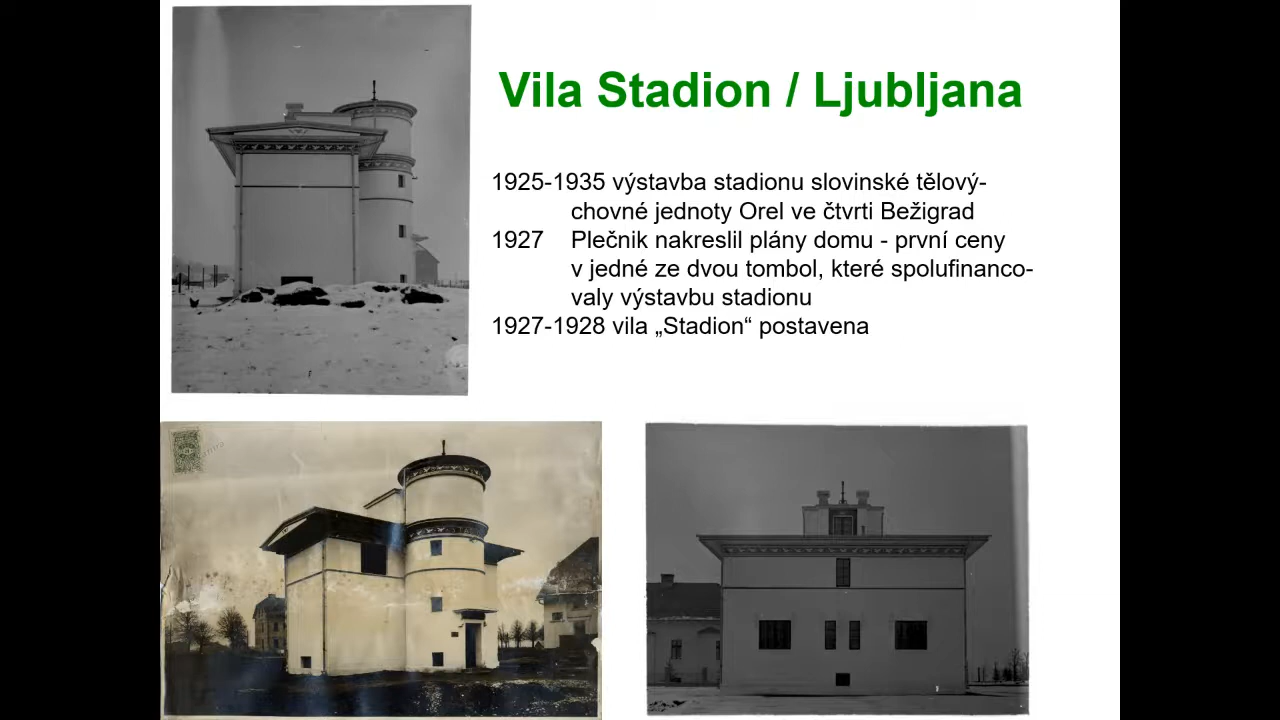 Vila Stadion / Ljubljana
1925-1935 výstavba stadionu slovinské tělový-
chovné jednoty Orel ve čtvrti Bežigrad
1927 Plečnik nakreslil plány domu - první ceny
v jedné ze dvou tombol, které spolufinanco-
valy výstavbu stadionu
1927-1928 vila „Stadion“ postavena